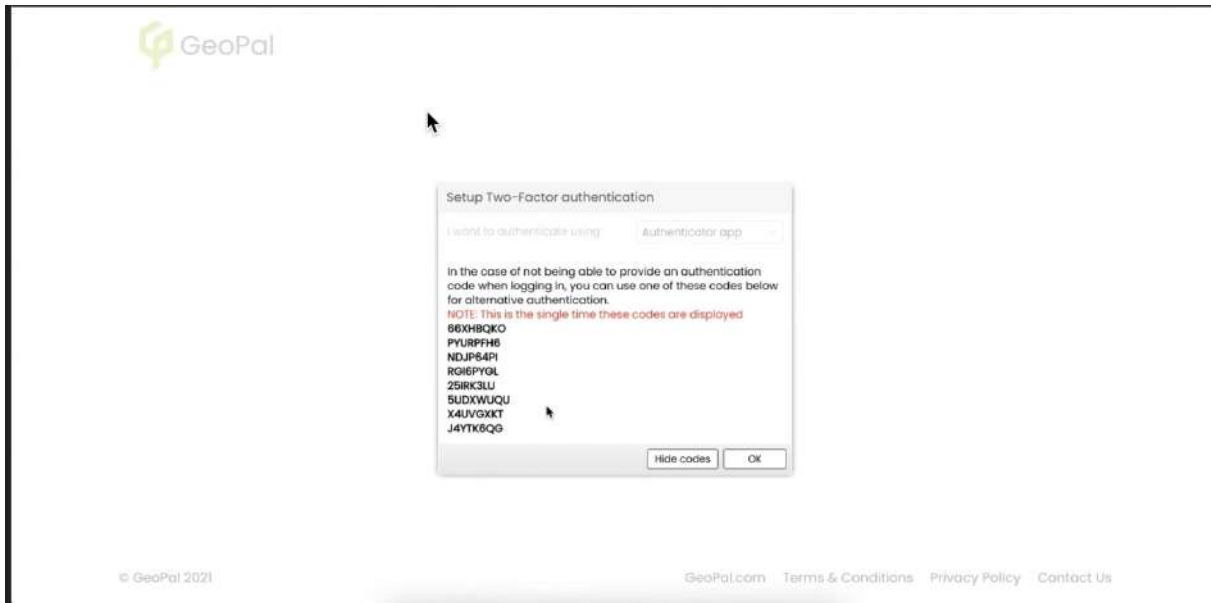 GeoPal
Setup Two-Factor authentication
I want to authenticate using: Authenticator app
In the case of not being able to provide an authentication
code when logging in, you can use one of these codes below
for alternative authentication.
NOTE: This is the single time these codes are displayed
66XHBQKO
PYURPFH6
NDJP64PI
RGI6PYGL
25IRK3LU
5UDXWUQU
X4UVGXKT
J4YTK6QG
Hide codes OK
© GeoPal 2021 GeoPal.com Terms & Conditions Privacy Policy Contact Us